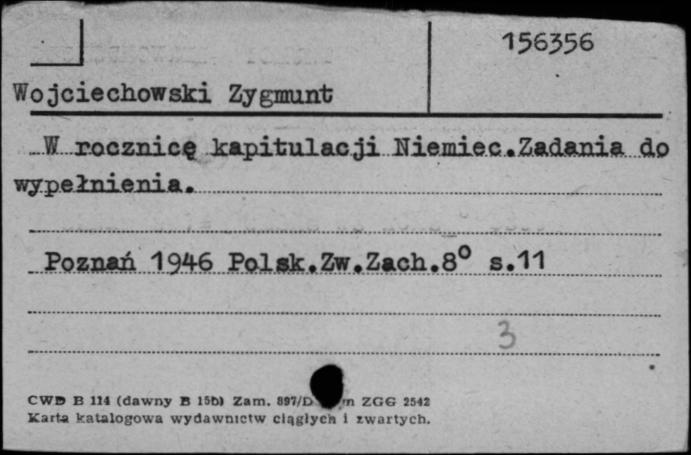 156356
Wojciechowski Zygmunt
W rocznicę kapitulacji Niemiec.Zadania do
wypełnienia.
Poznań 1946 Polsk.Zw.Zach.8° s.11
3
CWD B 114 (dawny B 15b) Zam. 897/D ZGG 2542
Karta katalogowa wydawnictw ciągłych i zwartych.